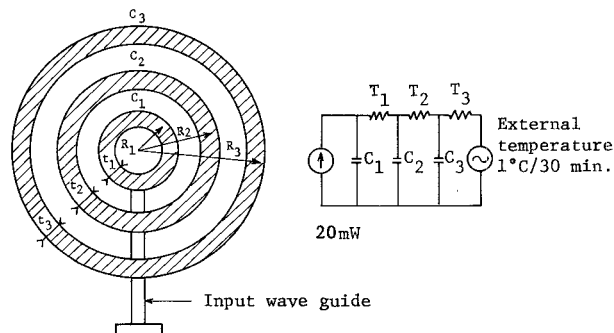 C3
C2
C1
R1
R2
R3
t1
t2
t3
T1 T2 T3
C1 C2 C3
External
temperature
1°C/30 min.
20mW
Input wave guide